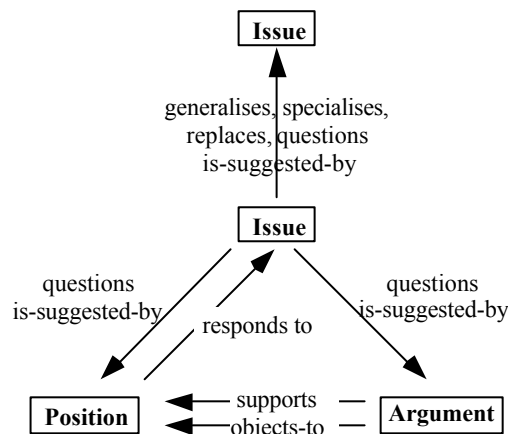 Issue
generalises, specialises,
replaces, questions
is-suggested-by
Issue
questions
is-suggested-by
questions
is-suggested-by
responds to
Position
supports
objects-to
Argument